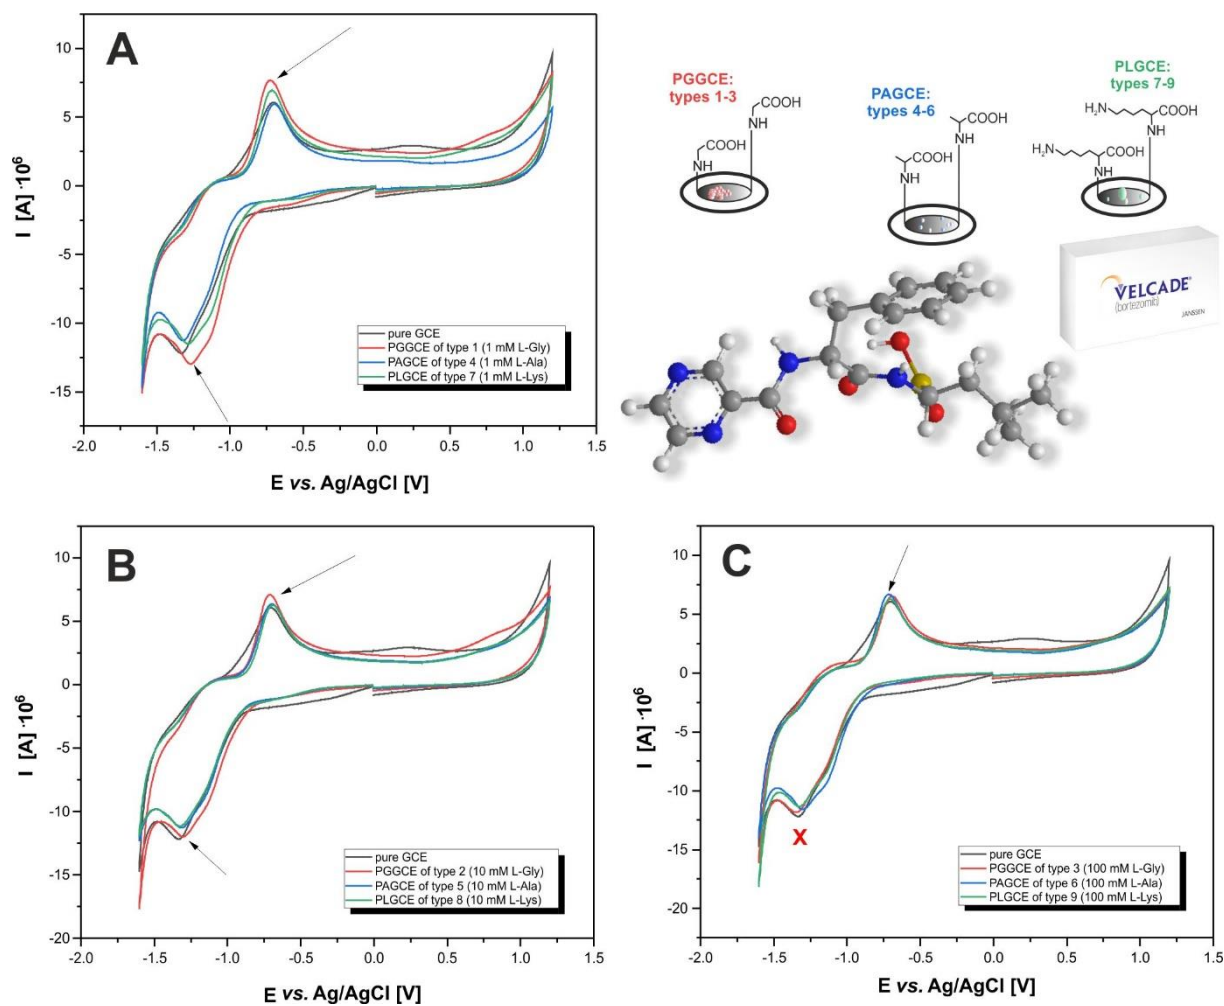 A
10
5
0
-5
-10
-15
-2.0
-1.5
-1.0
-0.5
0.0
0.5
1.0
1.5
I [A] ·10⁶
E vs. Ag/AgCl [V]
pure GCE
PGGCE of type 1 (1 mM L-Gly)
PAGCE of type 4 (1 mM L-Ala)
PLGCE of type 7 (1 mM L-Lys)
PGGCE:
types 1-3
COOH
NH
COOH
NH
PAGCE:
types 4-6
COOH
NH
COOH
NH
PLGCE:
types 7-9
H₂N
COOH
NH
H₂N
COOH
NH
VELCADE®
(bortezomib)
JANSSEN
B
10
5
0
-5
-10
-15
-20
-2.0
-1.5
-1.0
-0.5
0.0
0.5
1.0
1.5
I [A] ·10⁶
E vs. Ag/AgCl [V]
pure GCE
PGGCE of type 2 (10 mM L-Gly)
PAGCE of type 5 (10 mM L-Ala)
PLGCE of type 8 (10 mM L-Lys)
C
10
5
0
-5
-10
-15
-20
-2.0
-1.5
-1.0
-0.5
0.0
0.5
1.0
1.5
I [A] ·10⁶
E vs. Ag/AgCl [V]
X
pure GCE
PGGCE of type 3 (100 mM L-Gly)
PAGCE of type 6 (100 mM L-Ala)
PLGCE of type 9 (100 mM L-Lys)